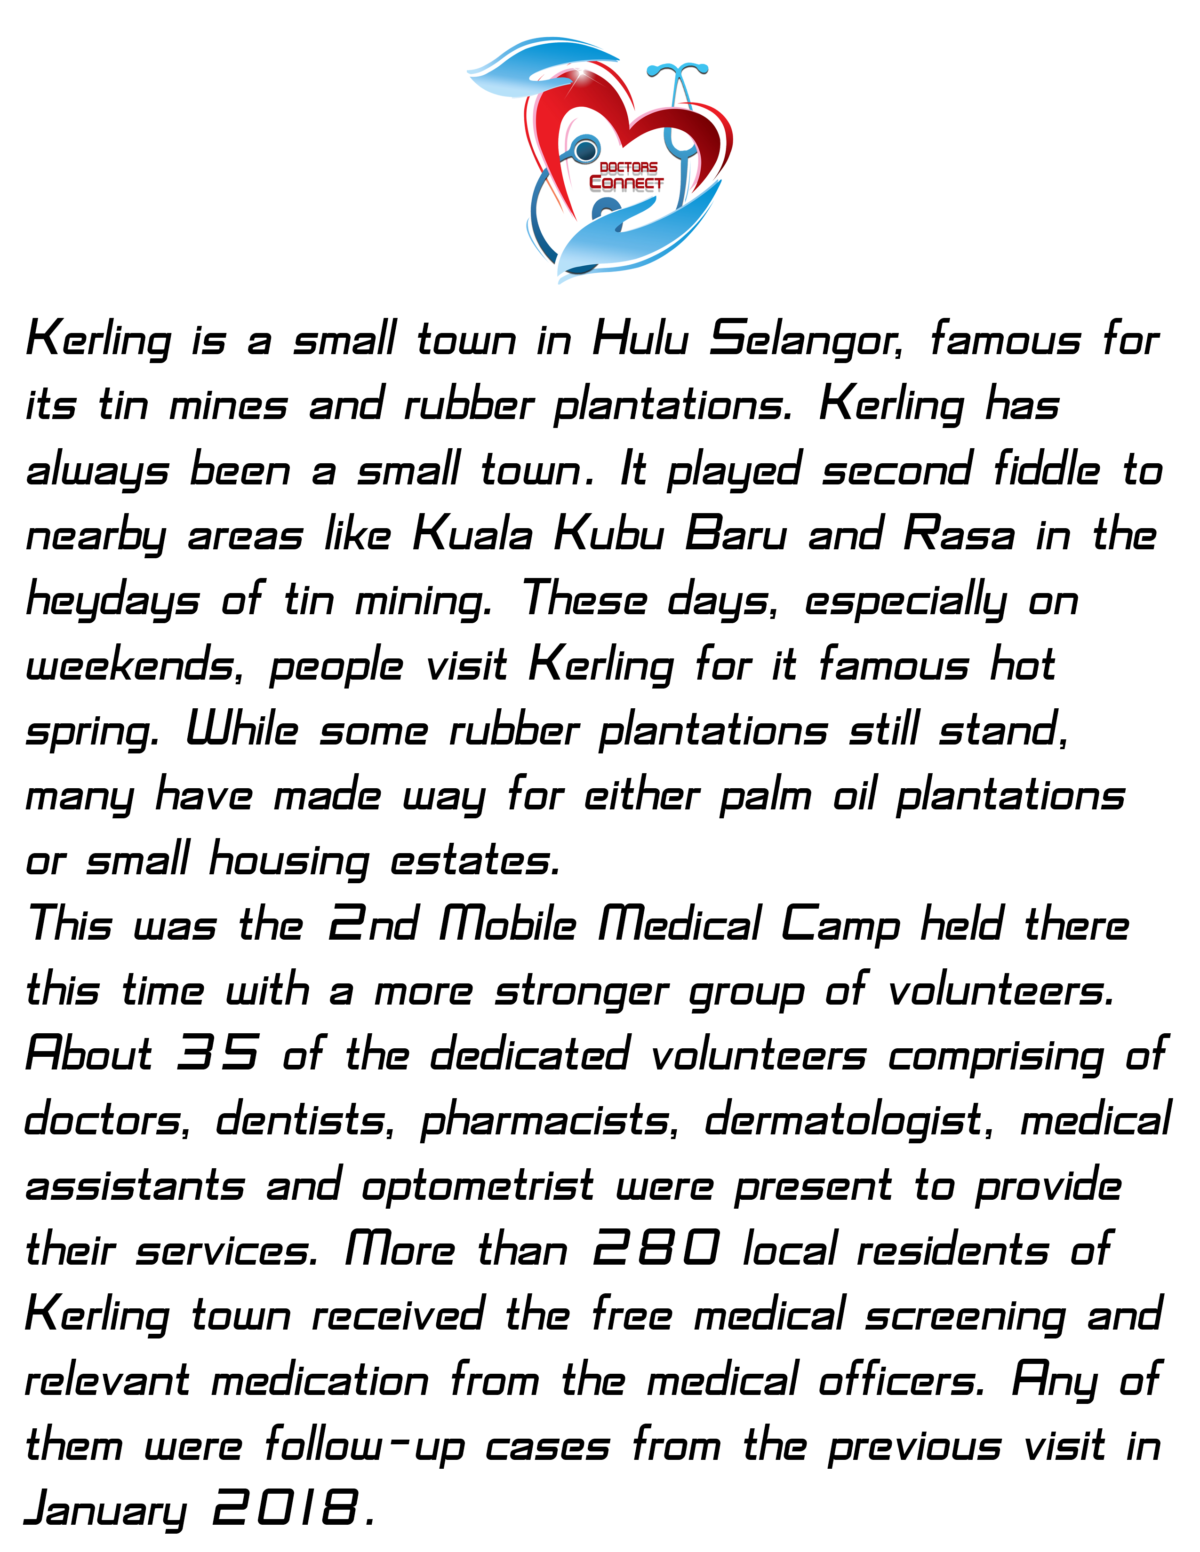 DOCTORS
CONNECT
Kerling is a small town in Hulu Selangor, famous for
its tin mines and rubber plantations. Kerling has
always been a small town. It played second fiddle to
nearby areas like Kuala Kubu Baru and Rasa in the
heydays of tin mining. These days, especially on
weekends, people visit Kerling for it famous hot
spring. While some rubber plantations still stand,
many have made way for either palm oil plantations
or small housing estates.
This was the 2nd Mobile Medical Camp held there
this time with a more stronger group of volunteers.
About 35 of the dedicated volunteers comprising of
doctors, dentists, pharmacists, dermatologist, medical
assistants and optometrist were present to provide
their services. More than 280 local residents of
Kerling town received the free medical screening and
relevant medication from the medical officers. Any of
them were follow-up cases from the previous visit in
January 2018.